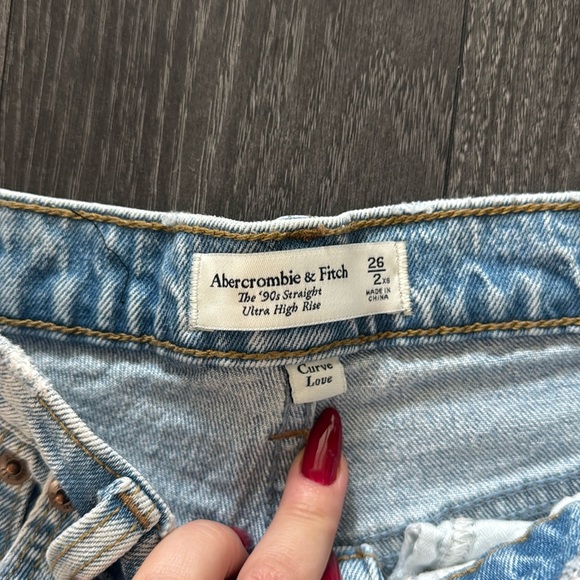 Abercrombie & Fitch
The '90s Straight
Ultra High Rise
26
2 XS
MADE IN
CHINA
Curve
Love